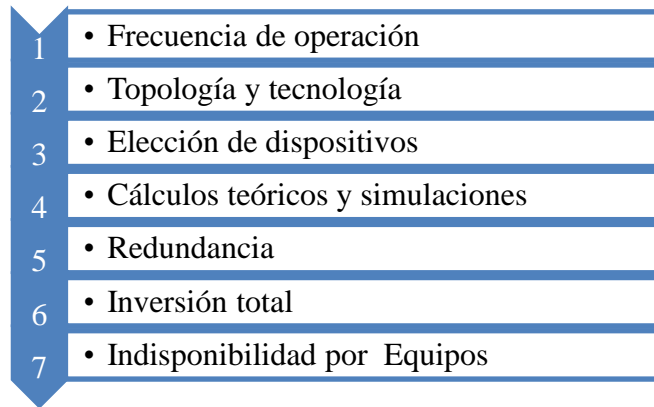 1 • Frecuencia de operación
2 • Topología y tecnología
3 • Elección de dispositivos
4 • Cálculos teóricos y simulaciones
5 • Redundancia
6 • Inversión total
7 • Indisponibilidad por Equipos